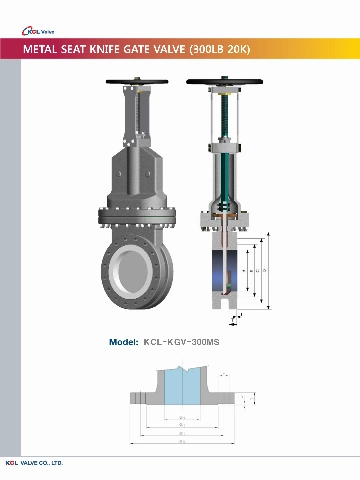 KCL Valve
METAL SEAT KNIFE GATE VALVE (300LB 20K)
Model: KCL-KGV-300MS
KCL VALVE CO., LTD.